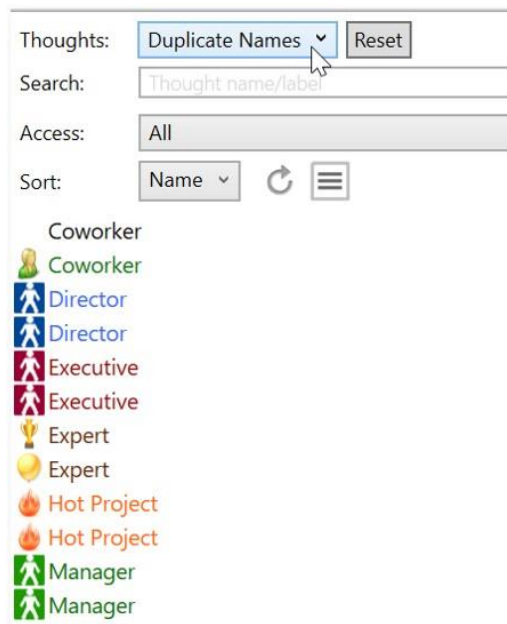 Thoughts: Duplicate Names Reset
Search: Thought name/label
Access: All
Sort: Name
Coworker
Coworker
Director
Director
Executive
Executive
Expert
Expert
Hot Project
Hot Project
Manager
Manager